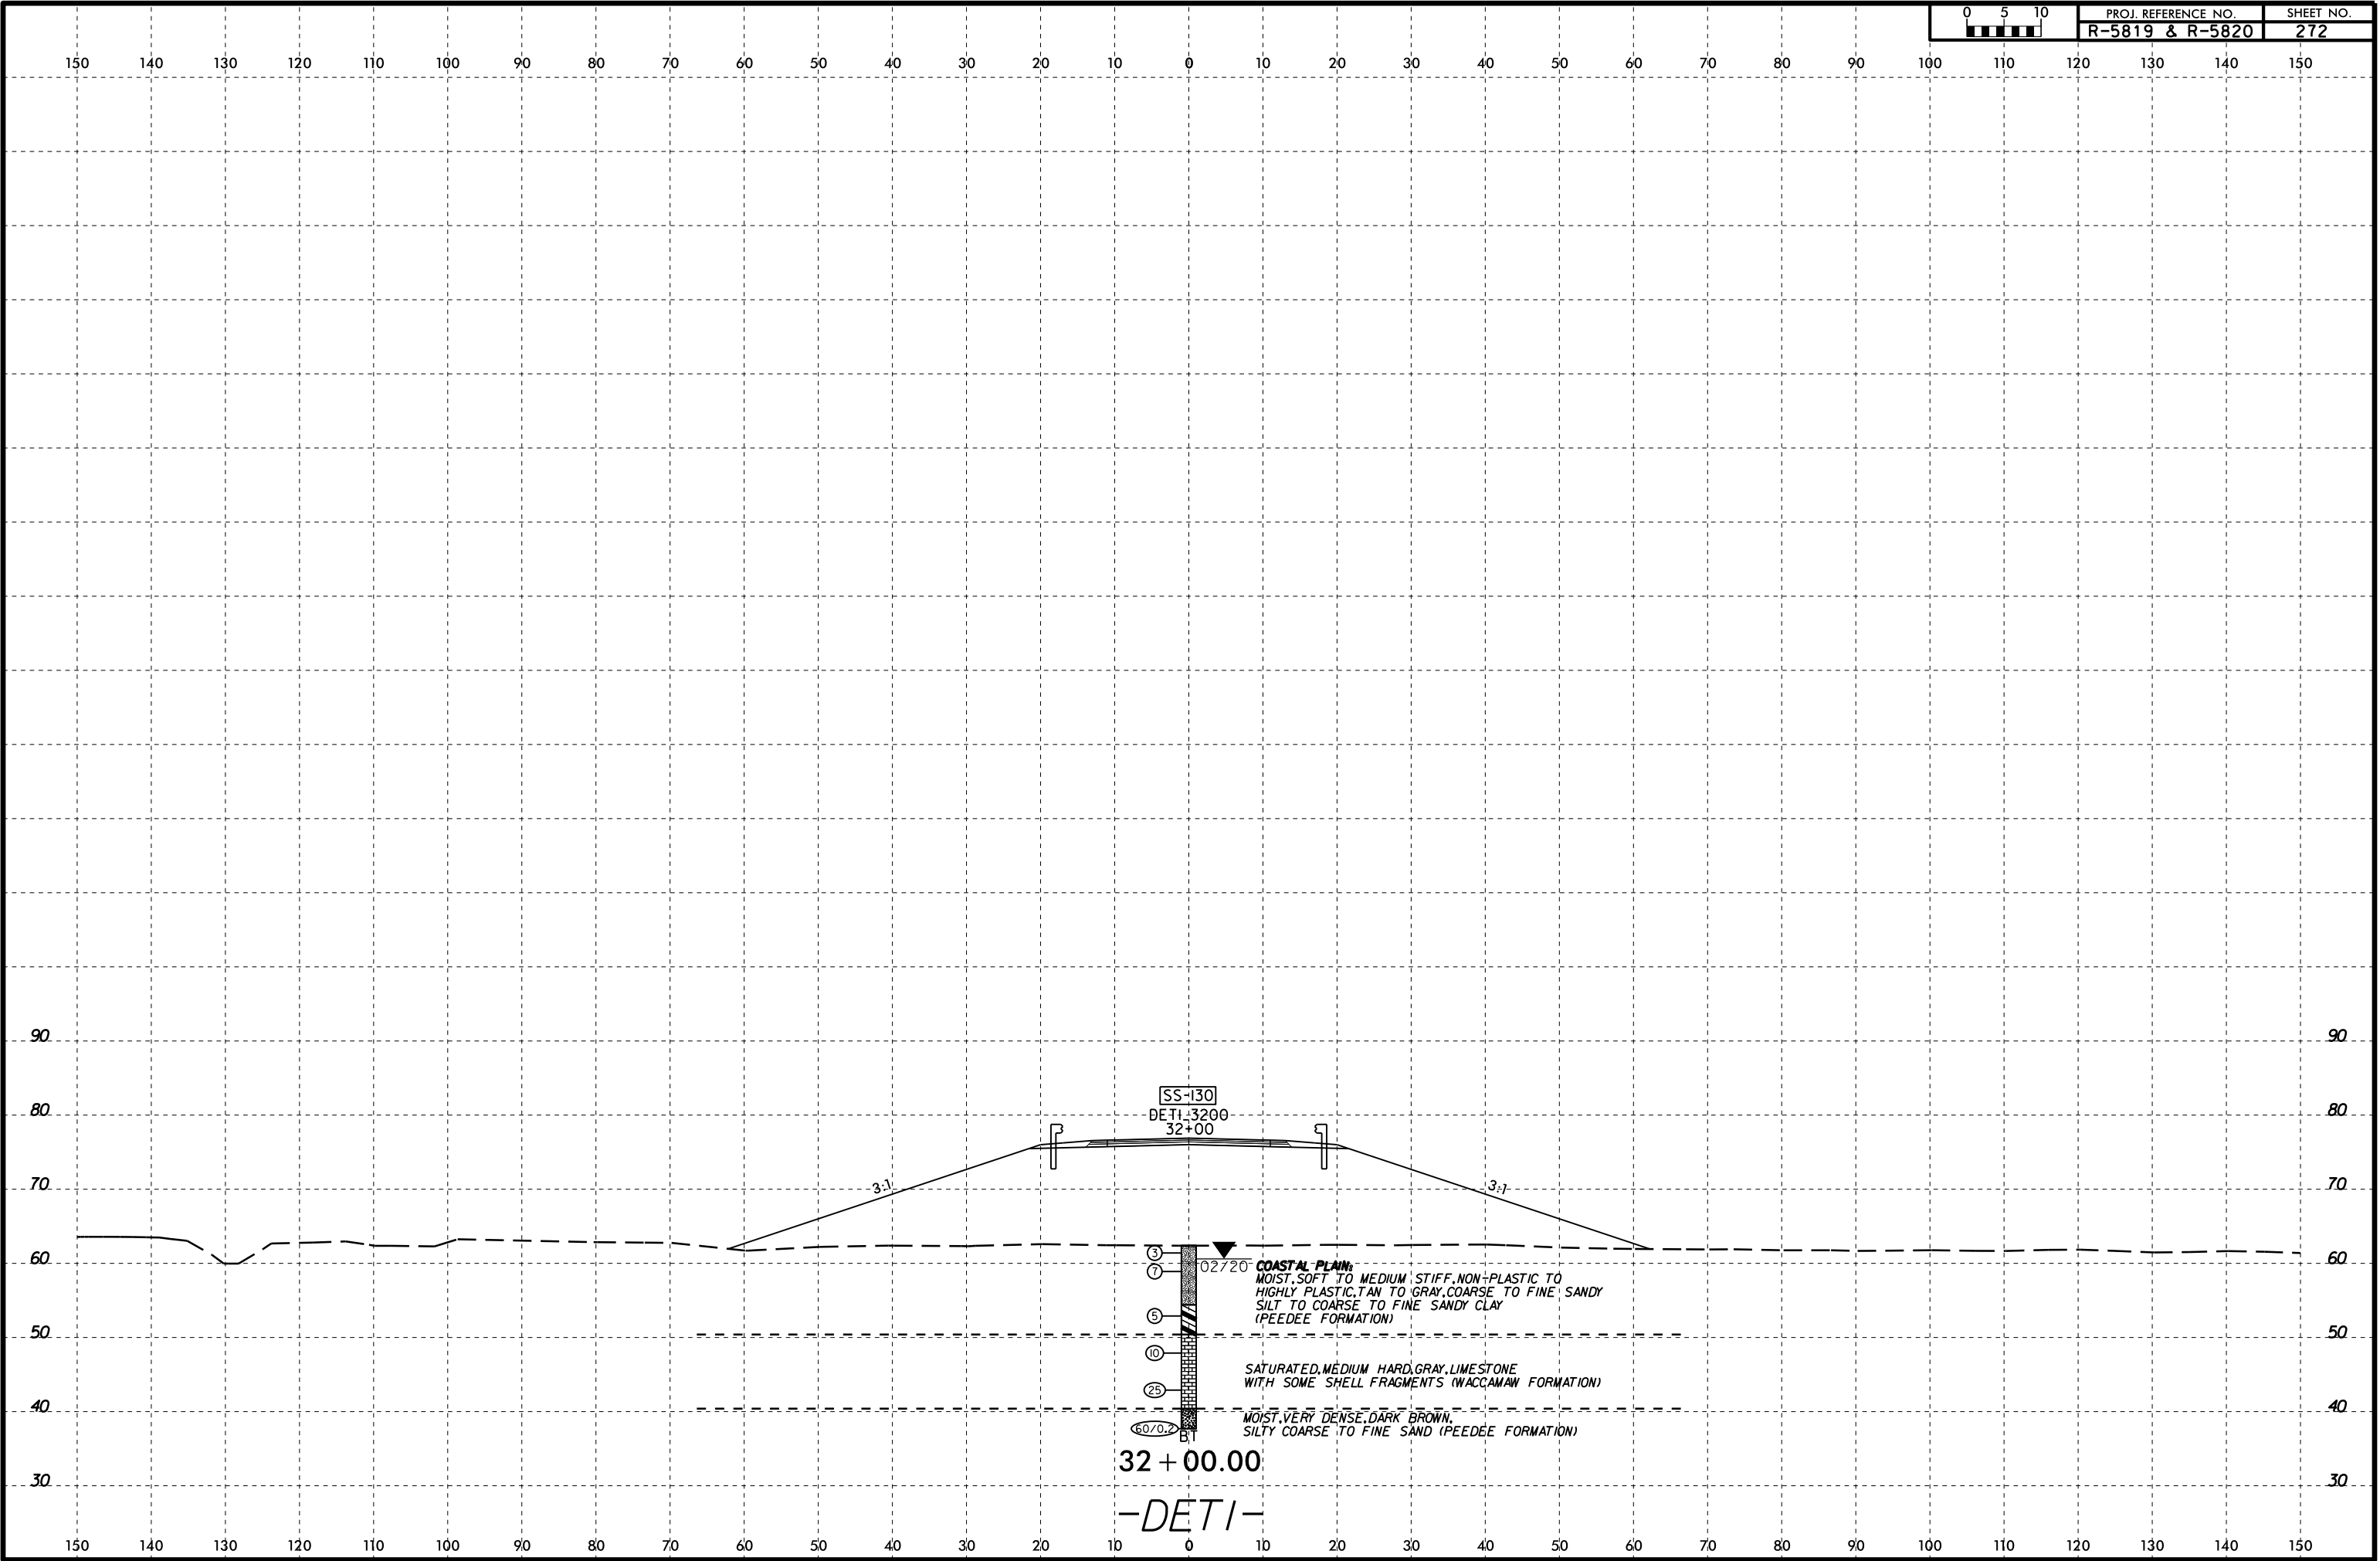 0 5 10
PROJ. REFERENCE NO.
SHEET NO.
R-5819 & R-5820
272
150 140 130 120 110 100 90 80 70 60 50 40 30 20 10 0 10 20 30 40 50 60 70 80 90 100 110 120 130 140 150
90 90
SS-130
80 DET1_3200 80
32+00
70 3:1 3:1 70
3
60 02/20 COASTAL PLAIN: 60
7 MOIST, SOFT TO MEDIUM STIFF, NON-PLASTIC TO
HIGHLY PLASTIC, TAN TO GRAY, COARSE TO FINE SANDY
SILT TO COARSE TO FINE SANDY CLAY
5 (PEEDEE FORMATION)
50 50
10
SATURATED, MEDIUM HARD, GRAY, LIMESTONE
WITH SOME SHELL FRAGMENTS (WACCAMAW FORMATION)
25
40 40
MOIST, VERY DENSE, DARK BROWN,
60/0.2 SILTY COARSE TO FINE SAND (PEEDEE FORMATION)
BT
32+00.00
30 30
-DET1-
150 140 130 120 110 100 90 80 70 60 50 40 30 20 10 0 10 20 30 40 50 60 70 80 90 100 110 120 130 140 150